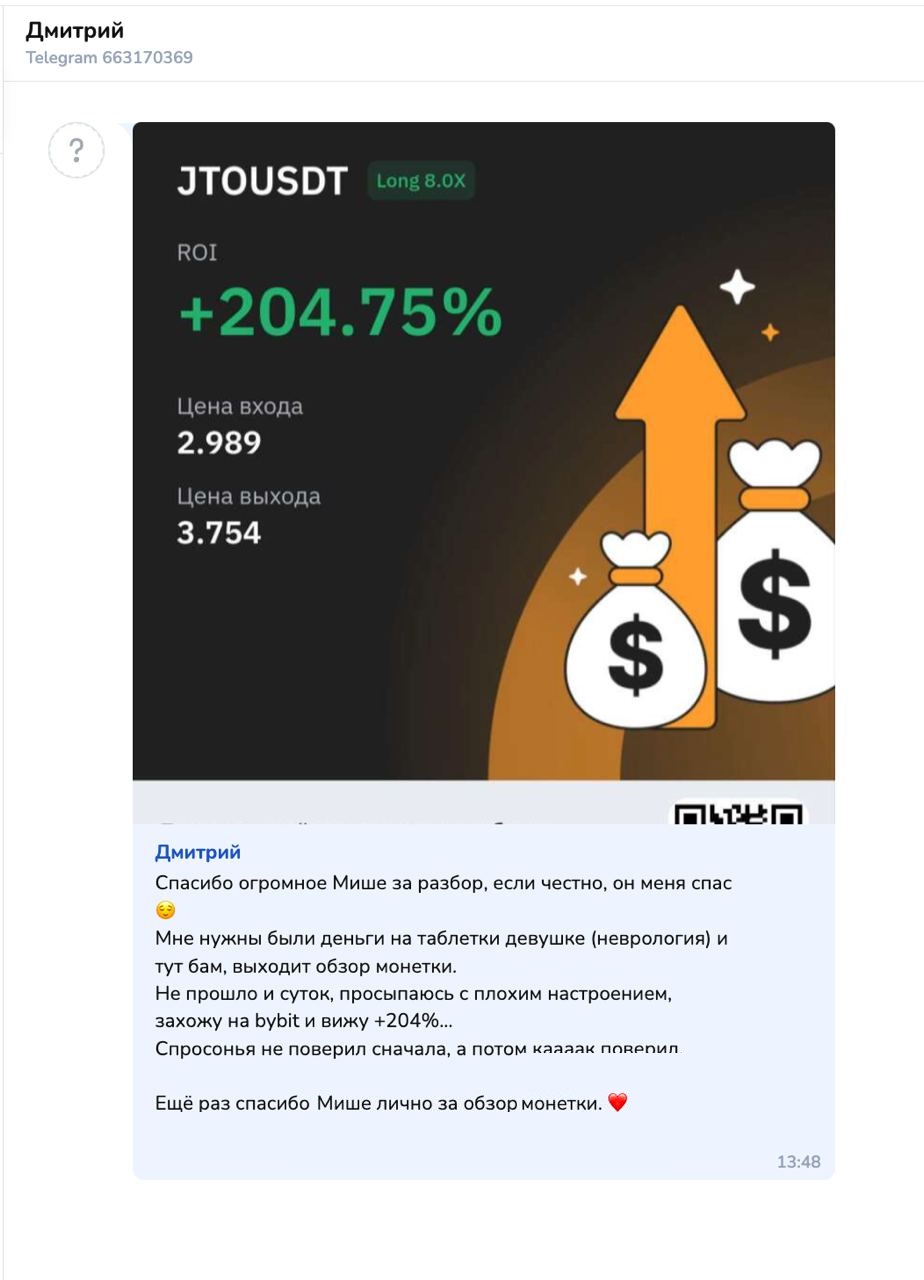 Дмитрий
Telegram 663170369
?
JTOUSDT Long 8.0X
ROI
+204.75%
Цена входа
2.989
Цена выхода
3.754
$ $
Дмитрий
Спасибо огромное Мише за разбор, если честно, он меня спас
😌
Мне нужны были деньги на таблетки девушке (неврология) и
тут бам, выходит обзор монетки.
Не прошло и суток, просыпаюсь с плохим настроением,
захожу на bybit и вижу +204%...
Спросонья не поверил сначала, а потом каааак поверил.
Ещё раз спасибо Мише лично за обзор монетки. ❤️
13:48